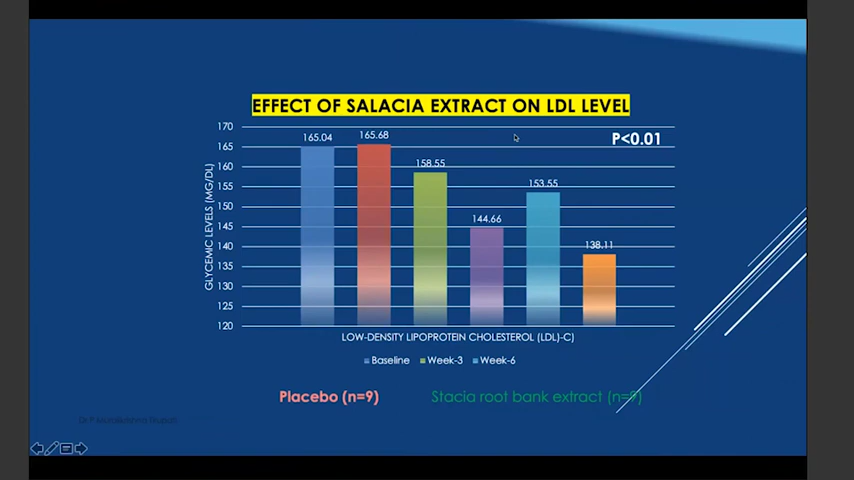 EFFECT OF SALACIA EXTRACT ON LDL LEVEL
P<0.01
GLYCEMIC LEVELS (MG/DL)
170
165
160
155
150
145
140
135
130
125
120
165.04
165.68
158.55
144.66
153.55
138.11
LOW-DENSITY LIPOPROTEIN CHOLESTEROL (LDL)-C)
Baseline Week-3 Week-6
Placebo (n=9) Stacia root bank extract (n=9)